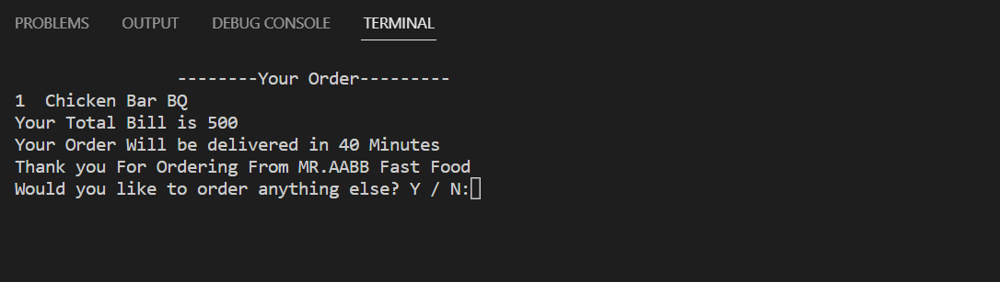 PROBLEMS OUTPUT DEBUG CONSOLE TERMINAL
--------Your Order---------
1  Chicken Bar BQ
Your Total Bill is 500
Your Order Will be delivered in 40 Minutes
Thank you For Ordering From MR.AABB Fast Food
Would you like to order anything else? Y / N: